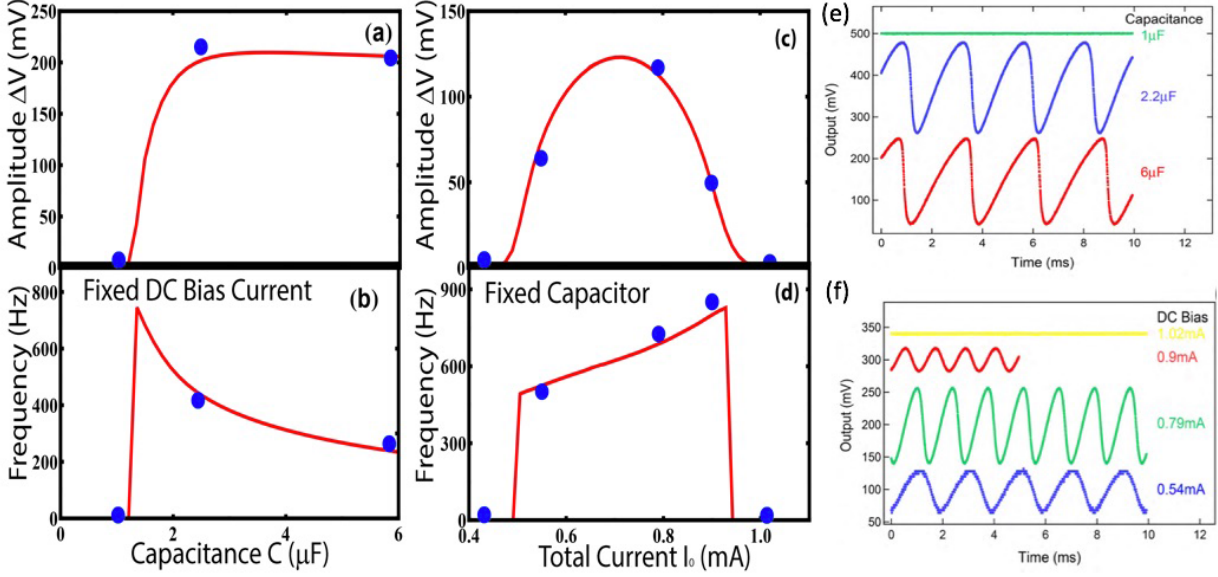 (a)
Amplitude ΔV (mV)
250
200
150
100
50
0
(b)
Fixed DC Bias Current
Frequency (Hz)
800
600
400
200
0
0
2
4
6
Capacitance C (μF)
(c)
Amplitude ΔV (mV)
150
100
50
0
(d)
Fixed Capacitor
Frequency (Hz)
900
600
300
0
0.4
0.6
0.8
1.0
Total Current I₀ (mA)
(e)
Capacitance
1μF
2.2μF
6μF
Output (mV)
500
400
300
200
100
0
2
4
6
8
10
12
Time (ms)
(f)
DC Bias
1.02mA
0.9mA
0.79mA
0.54mA
Output (mV)
350
300
250
200
150
100
50
0
2
4
6
8
10
12
Time (ms)